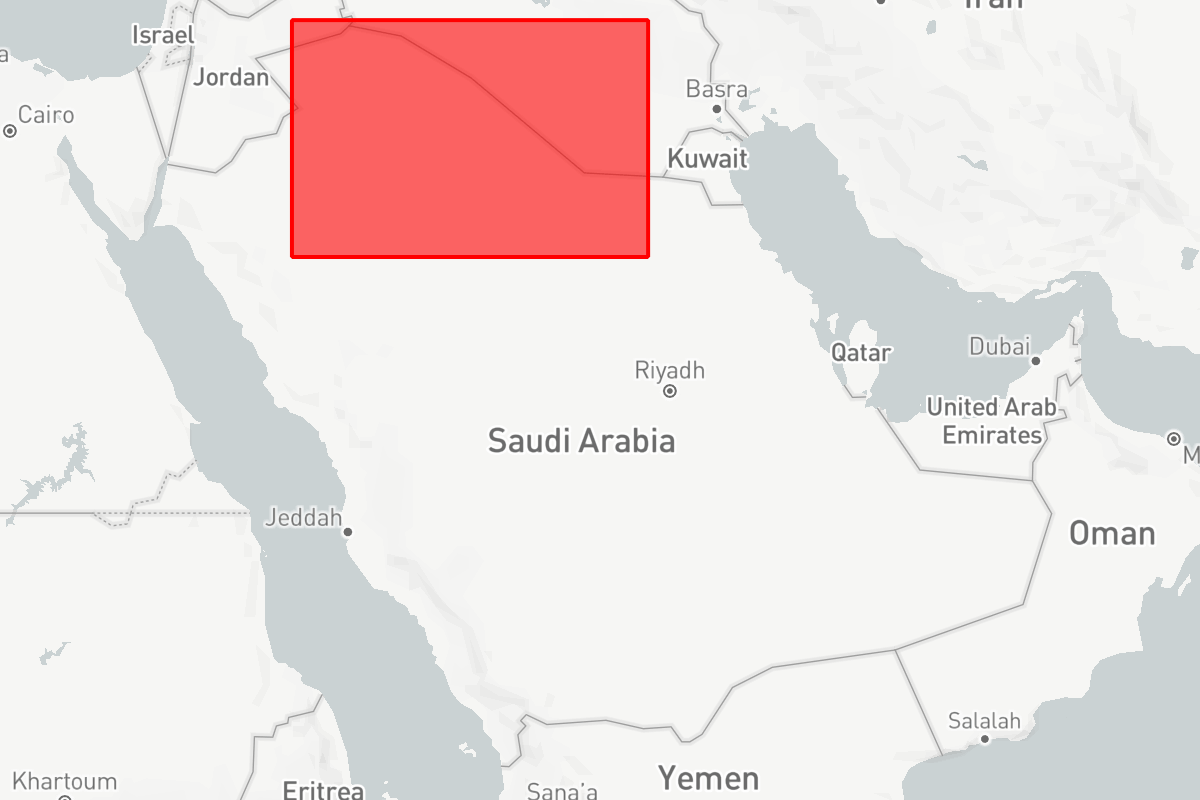 Iran
Israel
a
Jordan
Basra
Cairo
Kuwait
Qatar
Dubai
Riyadh
United Arab
Emirates
Saudi Arabia
M
Jeddah
Oman
Salalah
Khartoum
Eritrea
Yemen
Sana'a